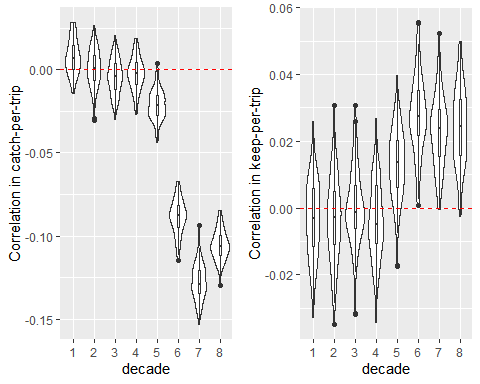 Correlation in catch-per-trip
0.00
-0.05
-0.10
-0.15
1 2 3 4 5 6 7 8
decade
Correlation in keep-per-trip
0.06
0.04
0.02
0.00
-0.02
1 2 3 4 5 6 7 8
decade